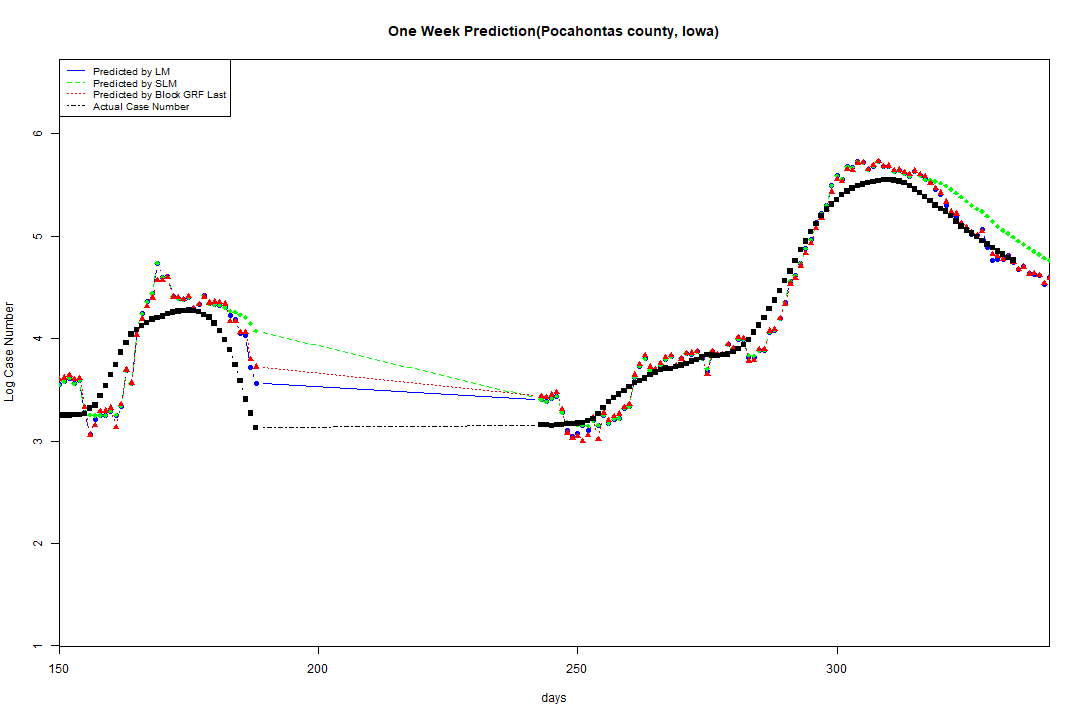 One Week Prediction(Pocahontas county, Iowa)
Predicted by LM
Predicted by SLM
Predicted by Block GRF Last
Actual Case Number
Log Case Number
6
5
4
3
2
1
150 200 250 300
days